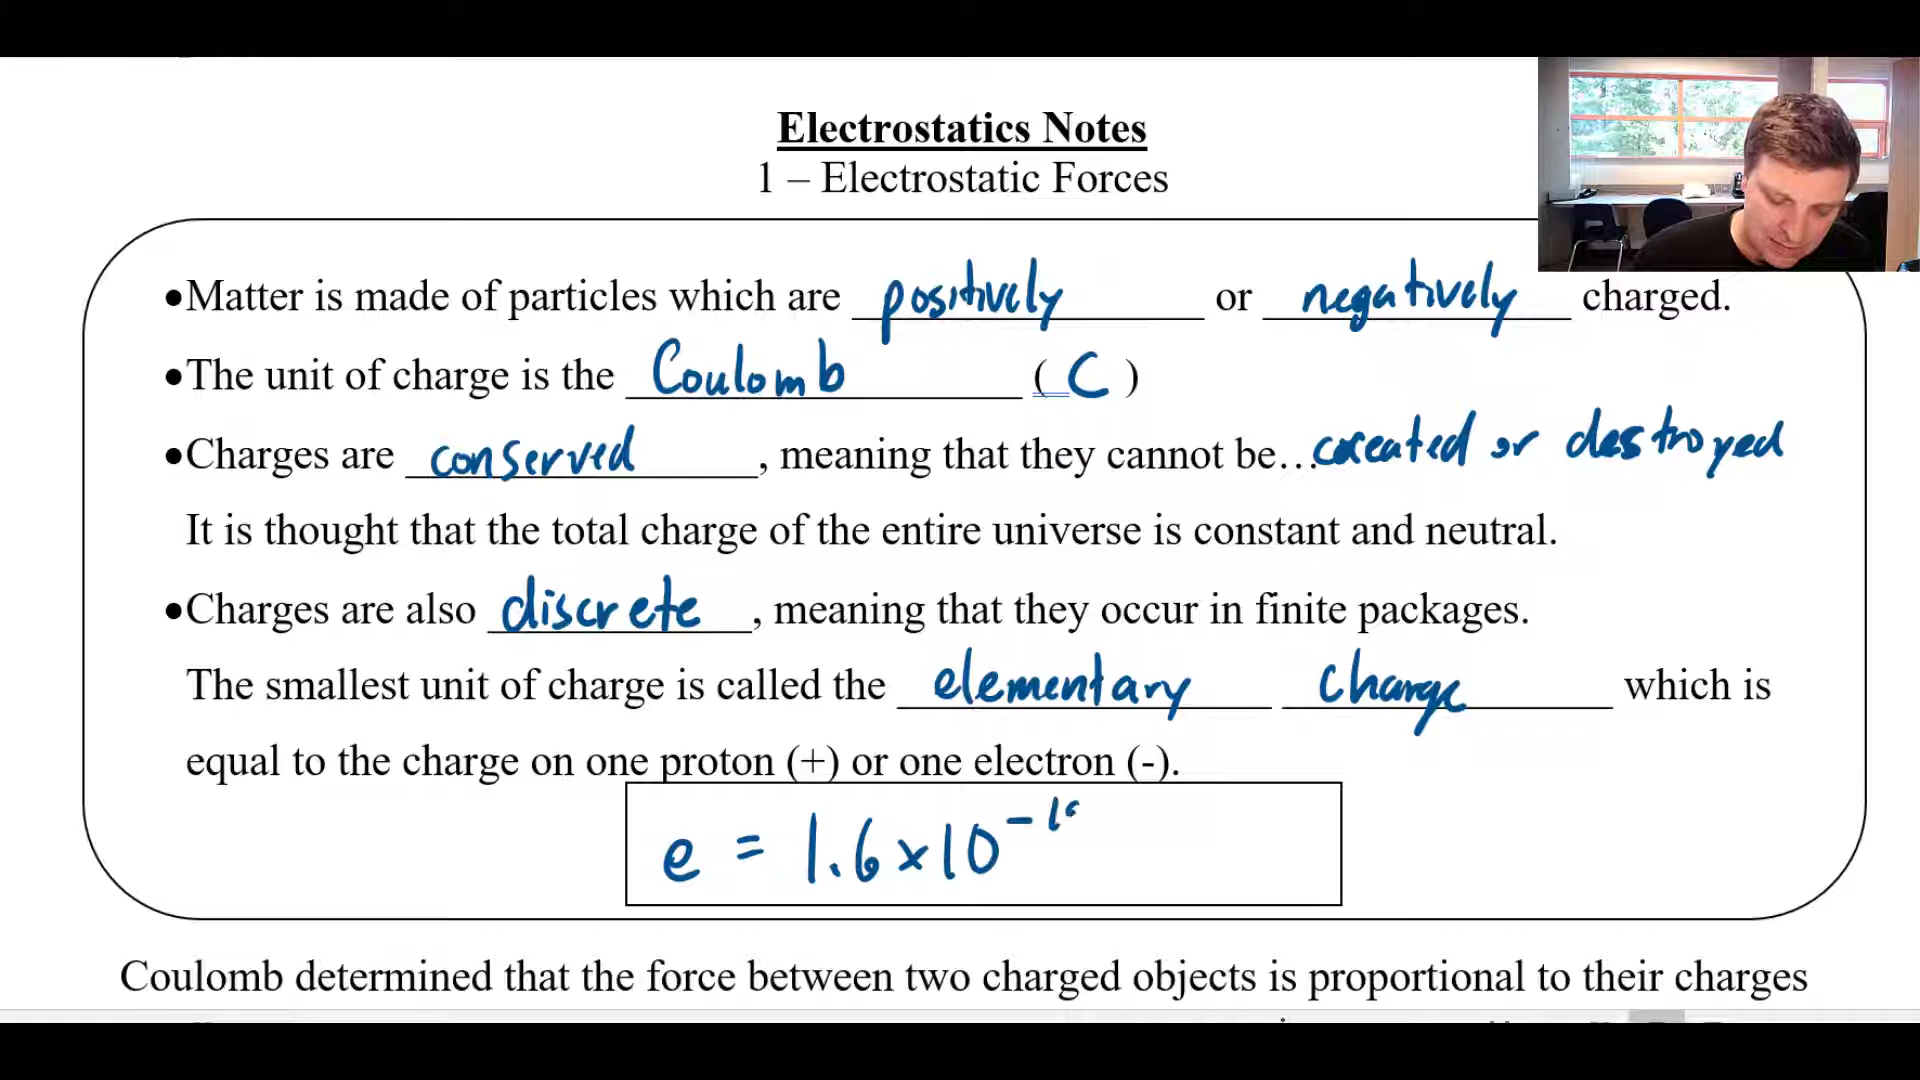 Electrostatics Notes
1 – Electrostatic Forces
•Matter is made of particles which are positively or negatively charged.
•The unit of charge is the Coulomb ( C )
•Charges are conserved, meaning that they cannot be…created or destroyed
It is thought that the total charge of the entire universe is constant and neutral.
•Charges are also discrete, meaning that they occur in finite packages.
The smallest unit of charge is called the elementary charge which is
equal to the charge on one proton (+) or one electron (-).
e = 1.6×10⁻¹
Coulomb determined that the force between two charged objects is proportional to their charges